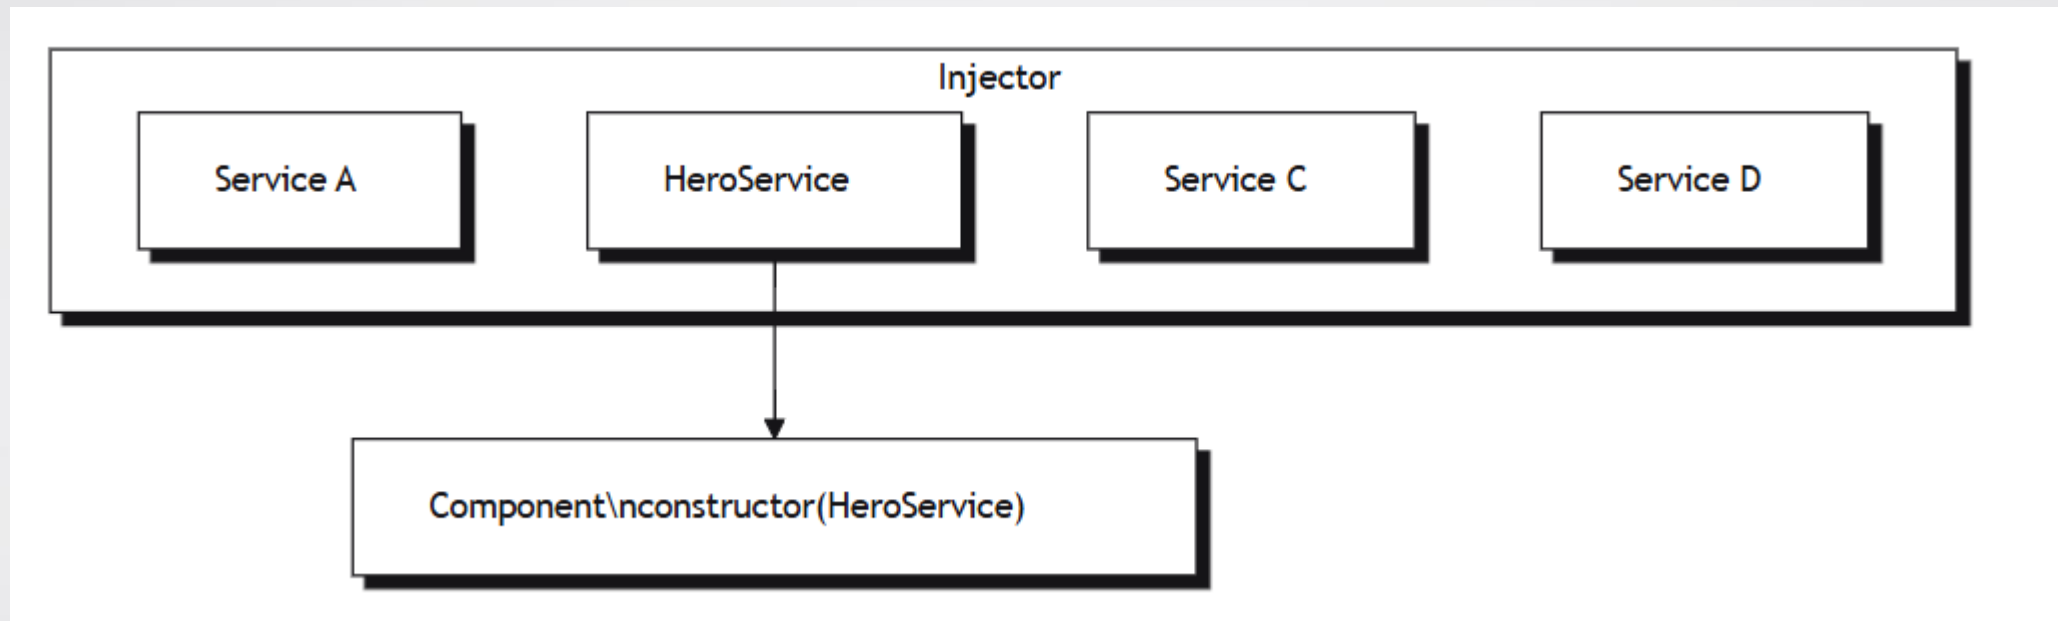 Injector
Service A
HeroService
Service C
Service D
Component\nconstructor(HeroService)